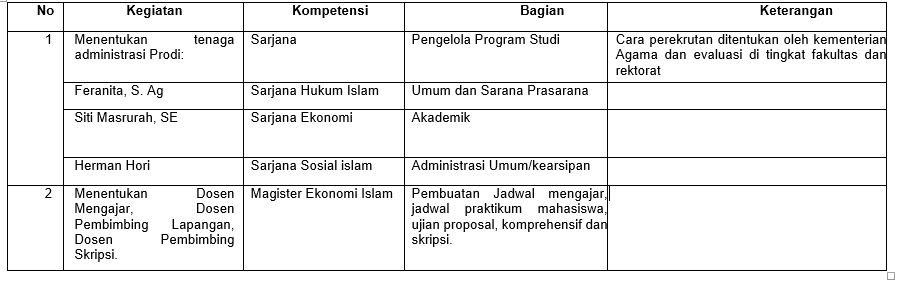 No Kegiatan Kompetensi Bagian Keterangan
1 Menentukan tenaga Sarjana Pengelola Program Studi Cara perekrutan ditentukan oleh kementerian
administrasi Prodi: Agama dan evaluasi di tingkat fakultas dan
rektorat
Feranita, S. Ag Sarjana Hukum Islam Umum dan Sarana Prasarana
Siti Masrurah, SE Sarjana Ekonomi Akademik
Herman Hori Sarjana Sosial islam Administrasi Umum/kearsipan
2 Menentukan Dosen Magister Ekonomi Islam Pembuatan Jadwal mengajar,
Mengajar, Dosen jadwal praktikum mahasiswa,
Pembimbing Lapangan, ujian proposal, komprehensif dan
Dosen Pembimbing skripsi.
Skripsi.